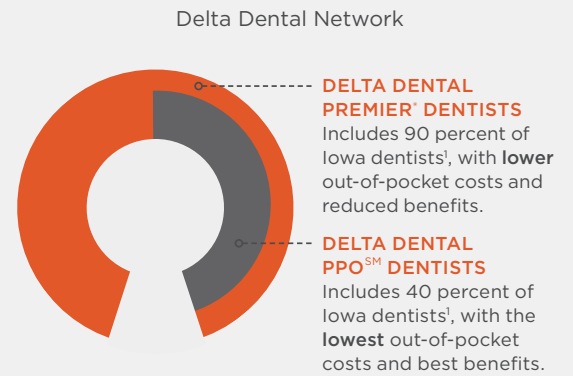 Delta Dental Network
DELTA DENTAL
PREMIER® DENTISTS
Includes 90 percent of
Iowa dentists¹, with lower
out-of-pocket costs and
reduced benefits.
DELTA DENTAL
PPO℠ DENTISTS
Includes 40 percent of
Iowa dentists¹, with the
lowest out-of-pocket
costs and best benefits.